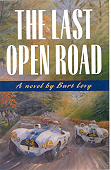 THE LAST
OPEN ROAD
A novel by Burt Levy